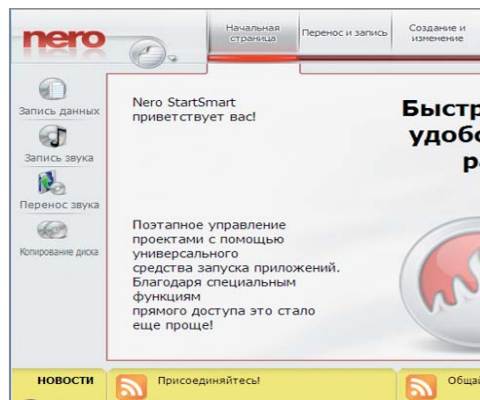 nero
Начальная
страница
Перенос и запись
Создание и
изменение
Запись данных
Запись звука
Перенос звука
Копирование диска
Nero StartSmart
приветствует вас!
Быстр
удобс
р
Поэтапное управление
проектами с помощью
универсального
средства запуска приложений.
Благодаря специальным
функциям
прямого доступа это стало
еще проще!
НОВОСТИ
Присоединяйтесь!
Общай